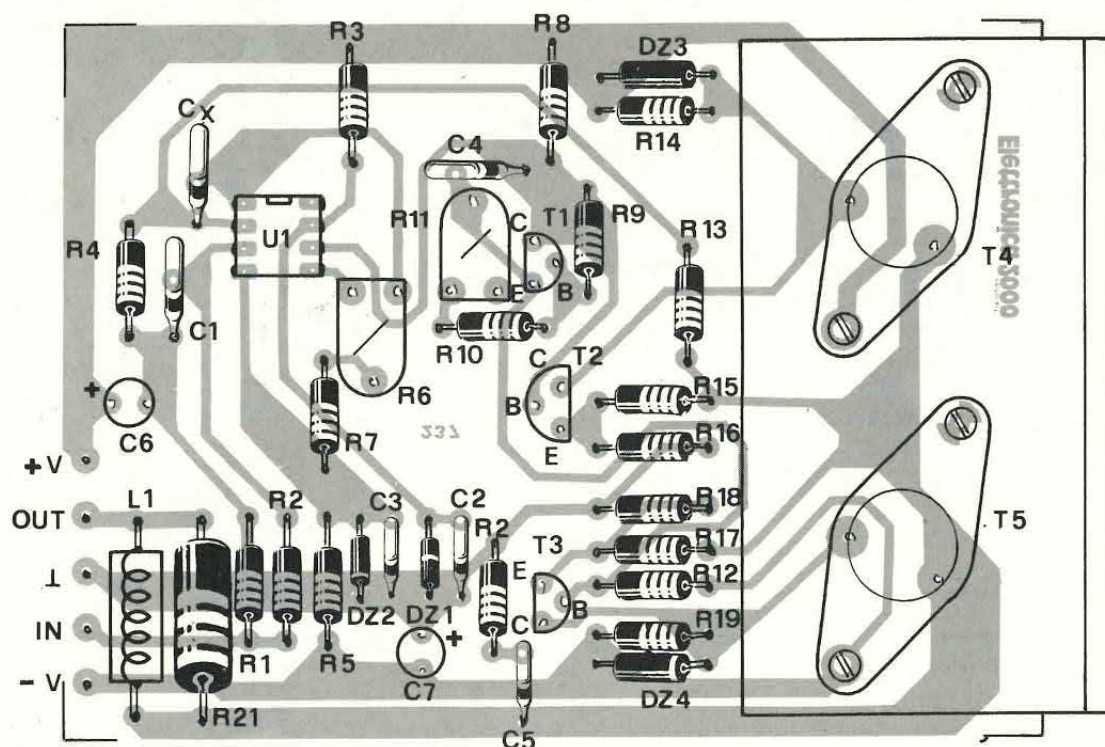 R3
R8
DZ3
R14
Cx
C4
R4
U1
R11
C
T1
R9
R13
E
B
T4
Elettronica 2000
C1
R10
C
T2
B
E
R6
R15
+
C6
R7
237
R16
+ V
OUT
L1
R2
C3
C2
R2
R18
T5
T3
R17
⊥
E
R12
B
IN
DZ2
DZ1
C
R19
R1
R5
+
- V
C7
DZ4
R21
C5